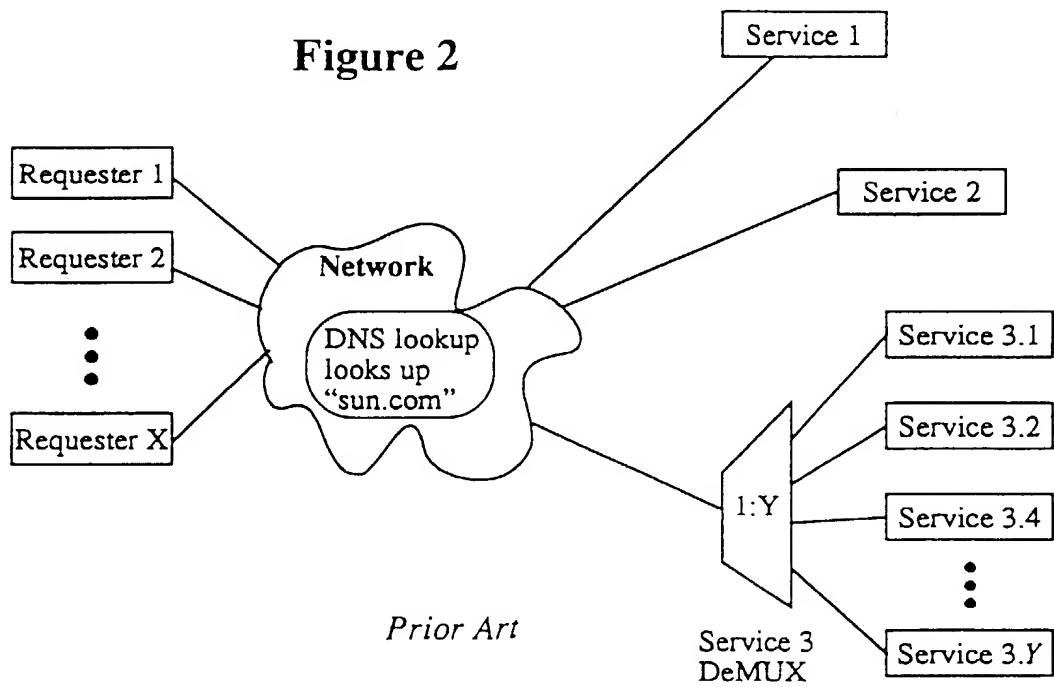 Figure 2
Service 1
Requester 1
Service 2
Requester 2
Network
DNS lookup
looks up
“sun.com”
Service 3.1
Requester X
Service 3.2
1:Y
Service 3.4
Prior Art
Service 3
DeMUX
Service 3.Y